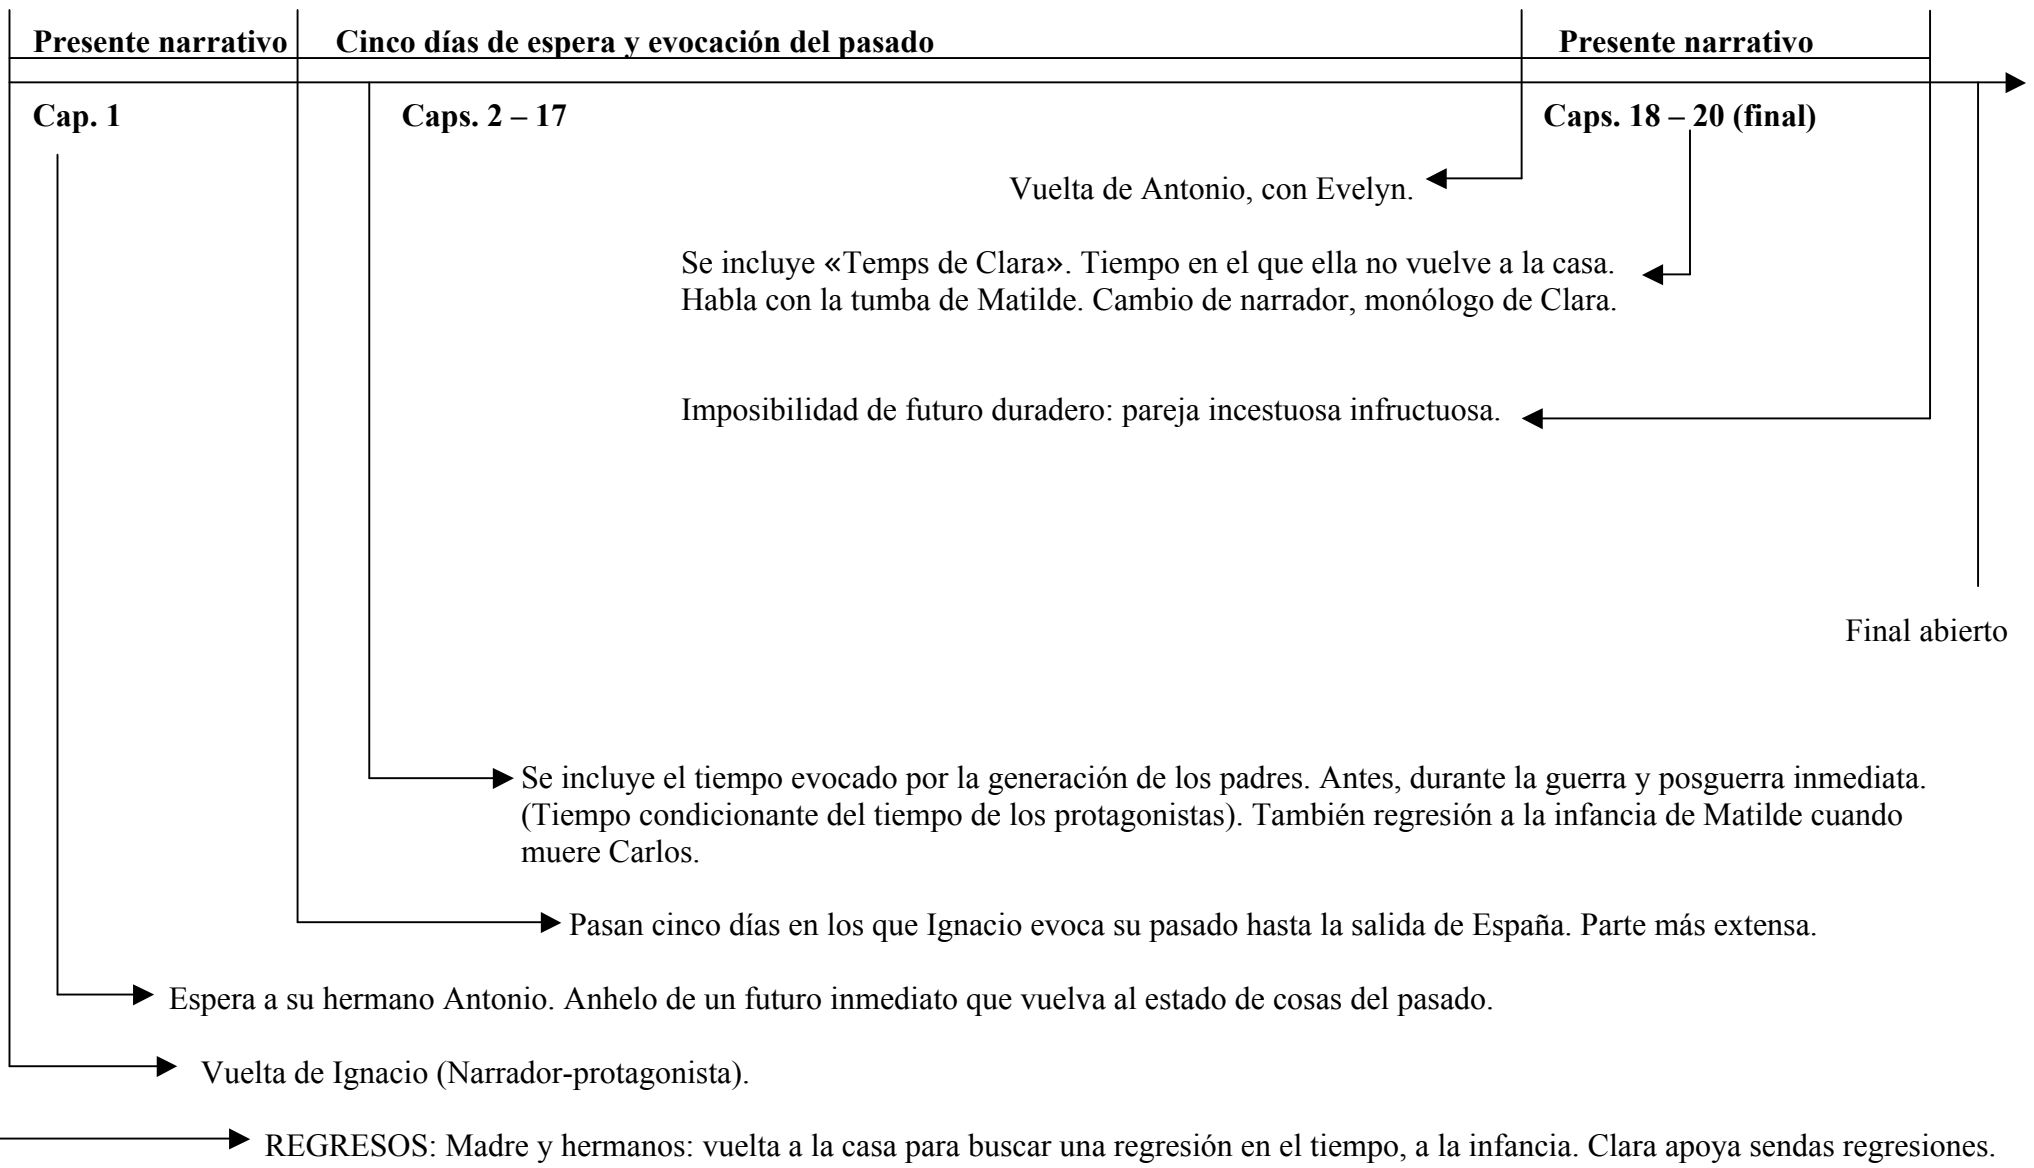 Presente narrativo
Cinco días de espera y evocación del pasado
Presente narrativo
Cap. 1
Caps. 2 – 17
Caps. 18 – 20 (final)
Vuelta de Antonio, con Evelyn.
Se incluye «Temps de Clara». Tiempo en el que ella no vuelve a la casa.
Habla con la tumba de Matilde. Cambio de narrador, monólogo de Clara.
Imposibilidad de futuro duradero: pareja incestuosa infructuosa.
Final abierto
Se incluye el tiempo evocado por la generación de los padres. Antes, durante la guerra y posguerra inmediata.
(Tiempo condicionante del tiempo de los protagonistas). También regresión a la infancia de Matilde cuando
muere Carlos.
Pasan cinco días en los que Ignacio evoca su pasado hasta la salida de España. Parte más extensa.
Espera a su hermano Antonio. Anhelo de un futuro inmediato que vuelva al estado de cosas del pasado.
Vuelta de Ignacio (Narrador-protagonista).
REGRESOS: Madre y hermanos: vuelta a la casa para buscar una regresión en el tiempo, a la infancia. Clara apoya sendas regresiones.